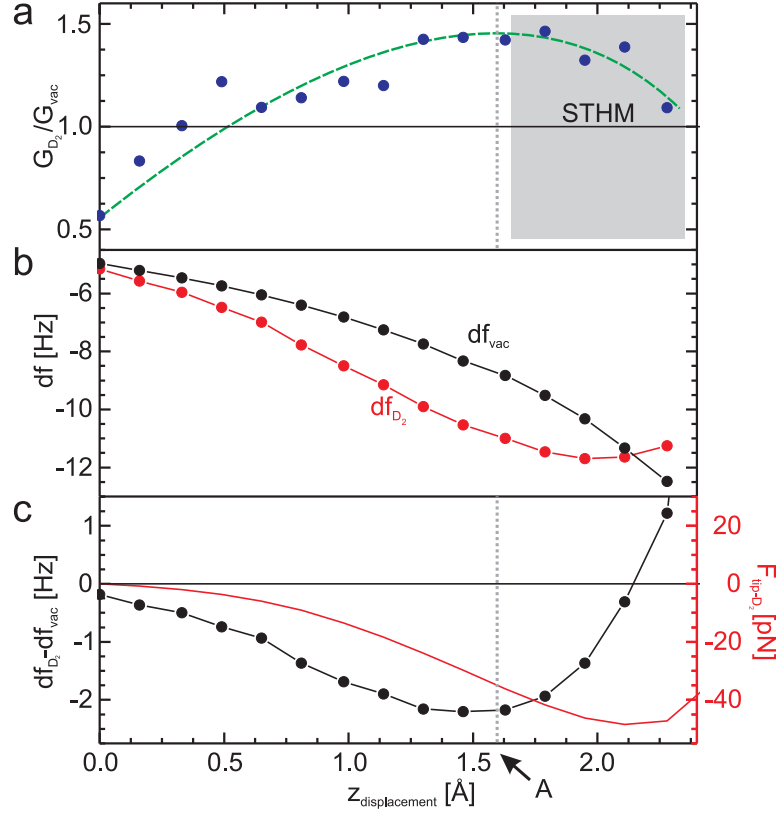 a
1.5
1.0
0.5
G_D₂/G_vac
STHM
b
-6
-8
-10
-12
df [Hz]
df_vac
df_D₂
c
1
0
-1
-2
df_D₂-df_vac [Hz]
20
0
-20
-40
F_tip-D₂ [pN]
0.0 0.5 1.0 1.5 2.0
z_displacement [Å]
A